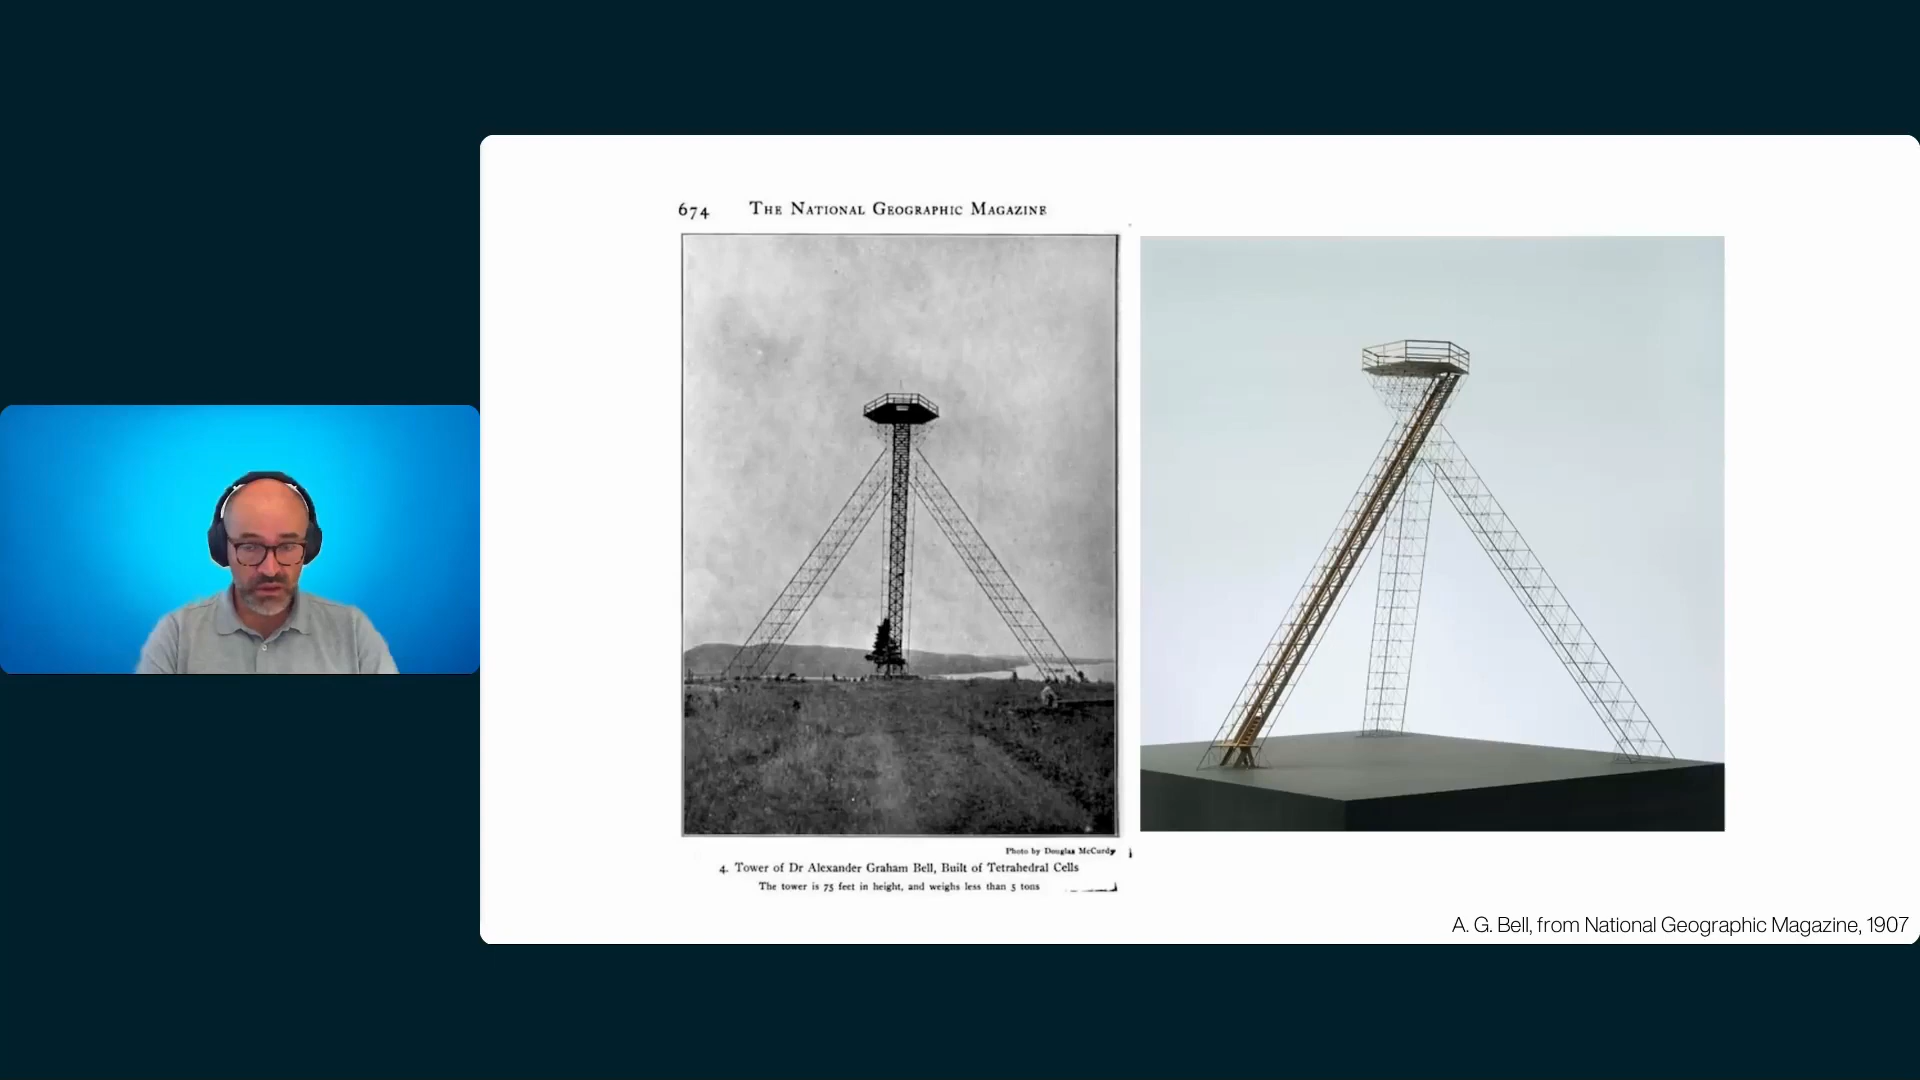 674 The National Geographic Magazine
Photo by Douglas McCurdy
4. Tower of Dr Alexander Graham Bell, Built of Tetrahedral Cells
The tower is 75 feet in height, and weighs less than 5 tons
A. G. Bell, from National Geographic Magazine, 1907